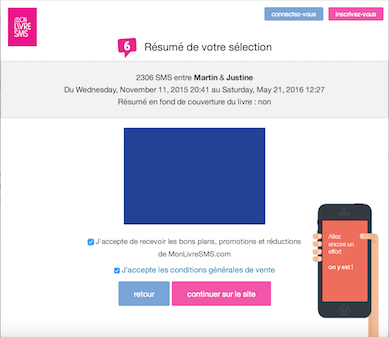 mon
LIVRE
SMS
connectez-vous
inscrivez-vous
6 Résumé de votre sélection
2306 SMS entre Martin & Justine
Du Wednesday, November 11, 2015 20:41 au Saturday, May 21, 2016 12:27
Résumé en fond de couverture du livre : non
J'accepte de recevoir les bons plans, promotions et réductions
de MonLivreSMS.com
J'accepte les conditions générales de vente
retour
continuer sur le site
Allez
encore un
effort
on y est !